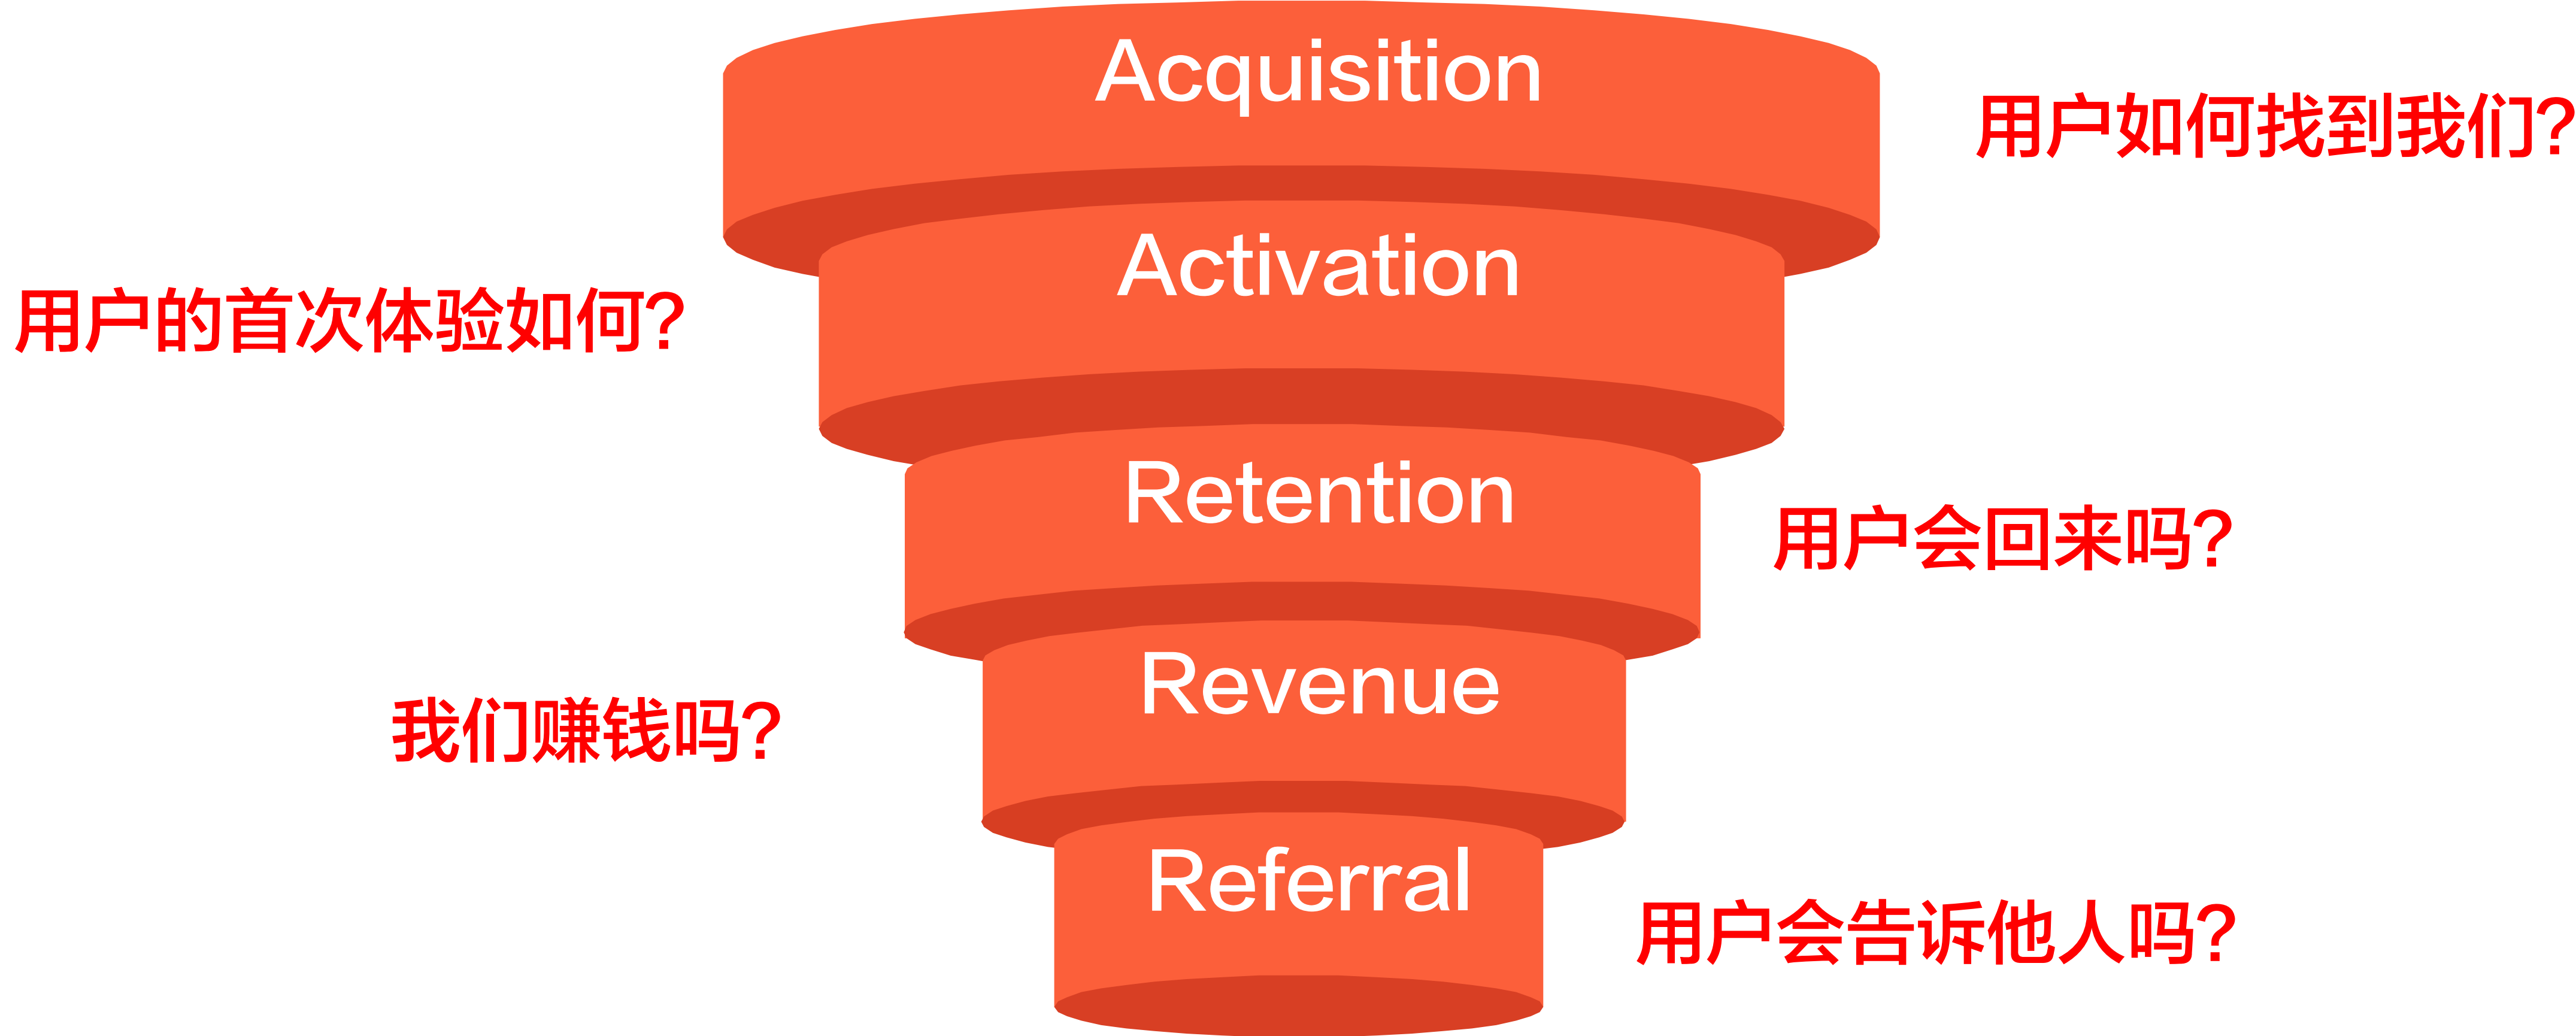 Acquisition
用户如何找到我们?
Activation
用户的首次体验如何?
Retention
用户会回来吗?
Revenue
我们赚钱吗?
Referral
用户会告诉他人吗?